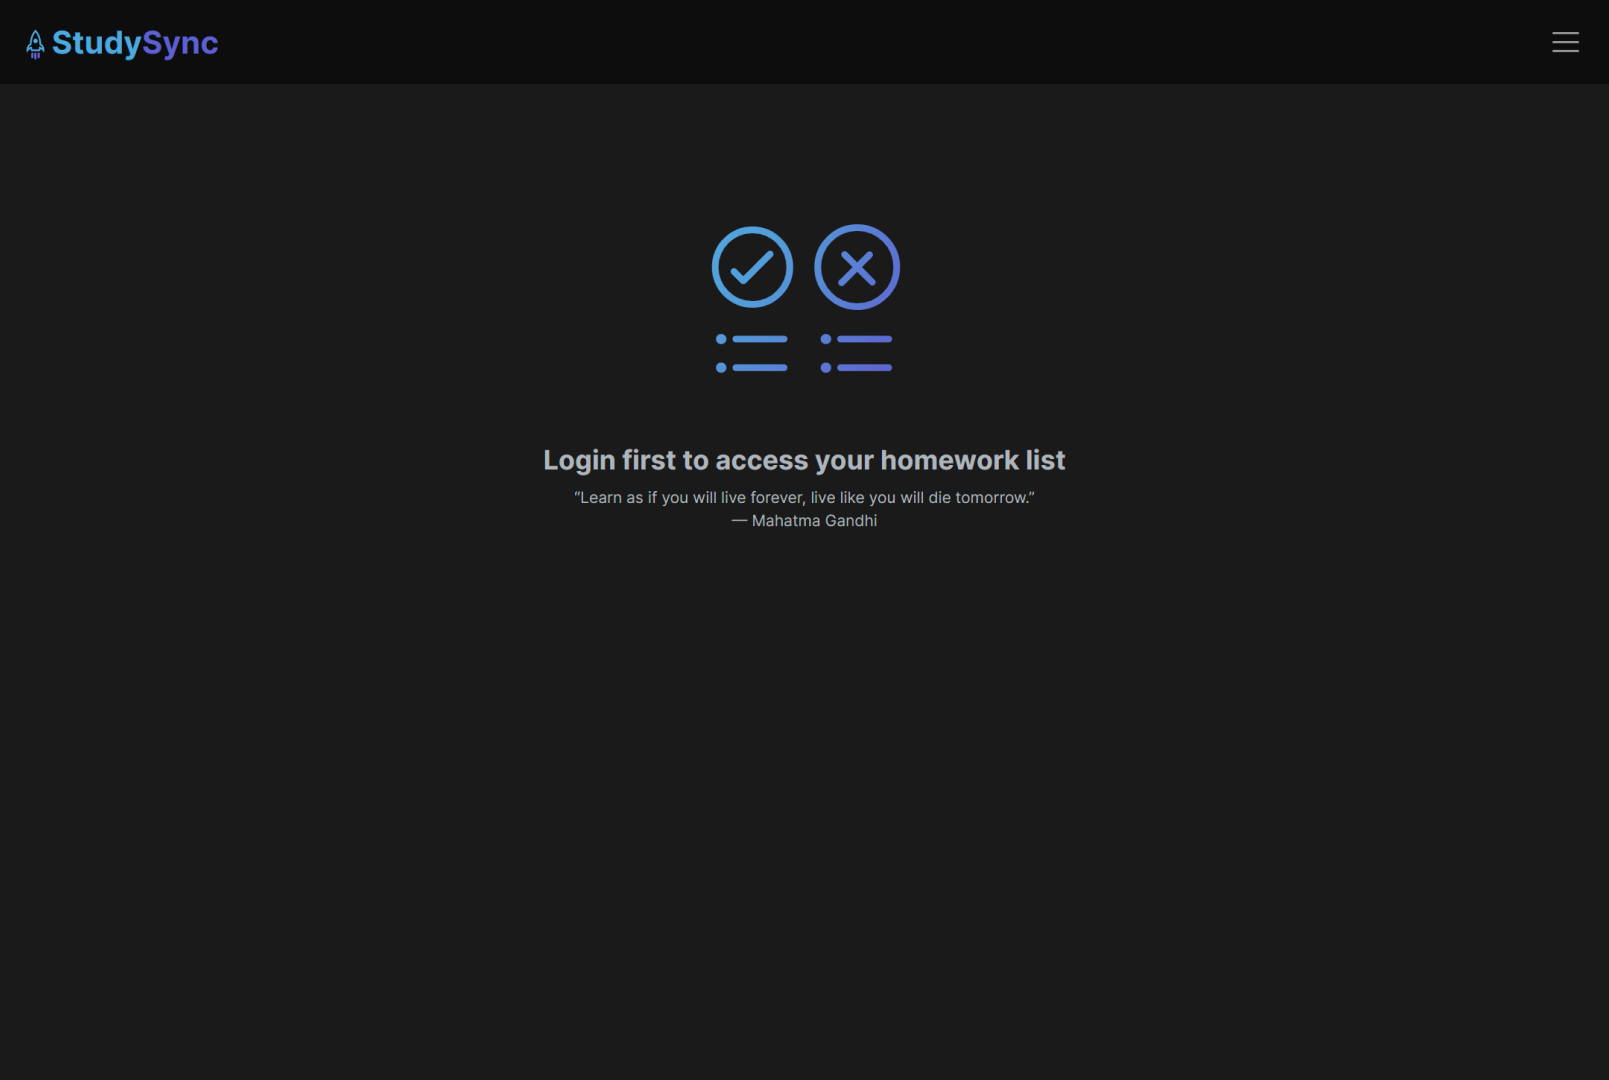 StudySync
Login first to access your homework list
“Learn as if you will live forever, live like you will die tomorrow.”
— Mahatma Gandhi